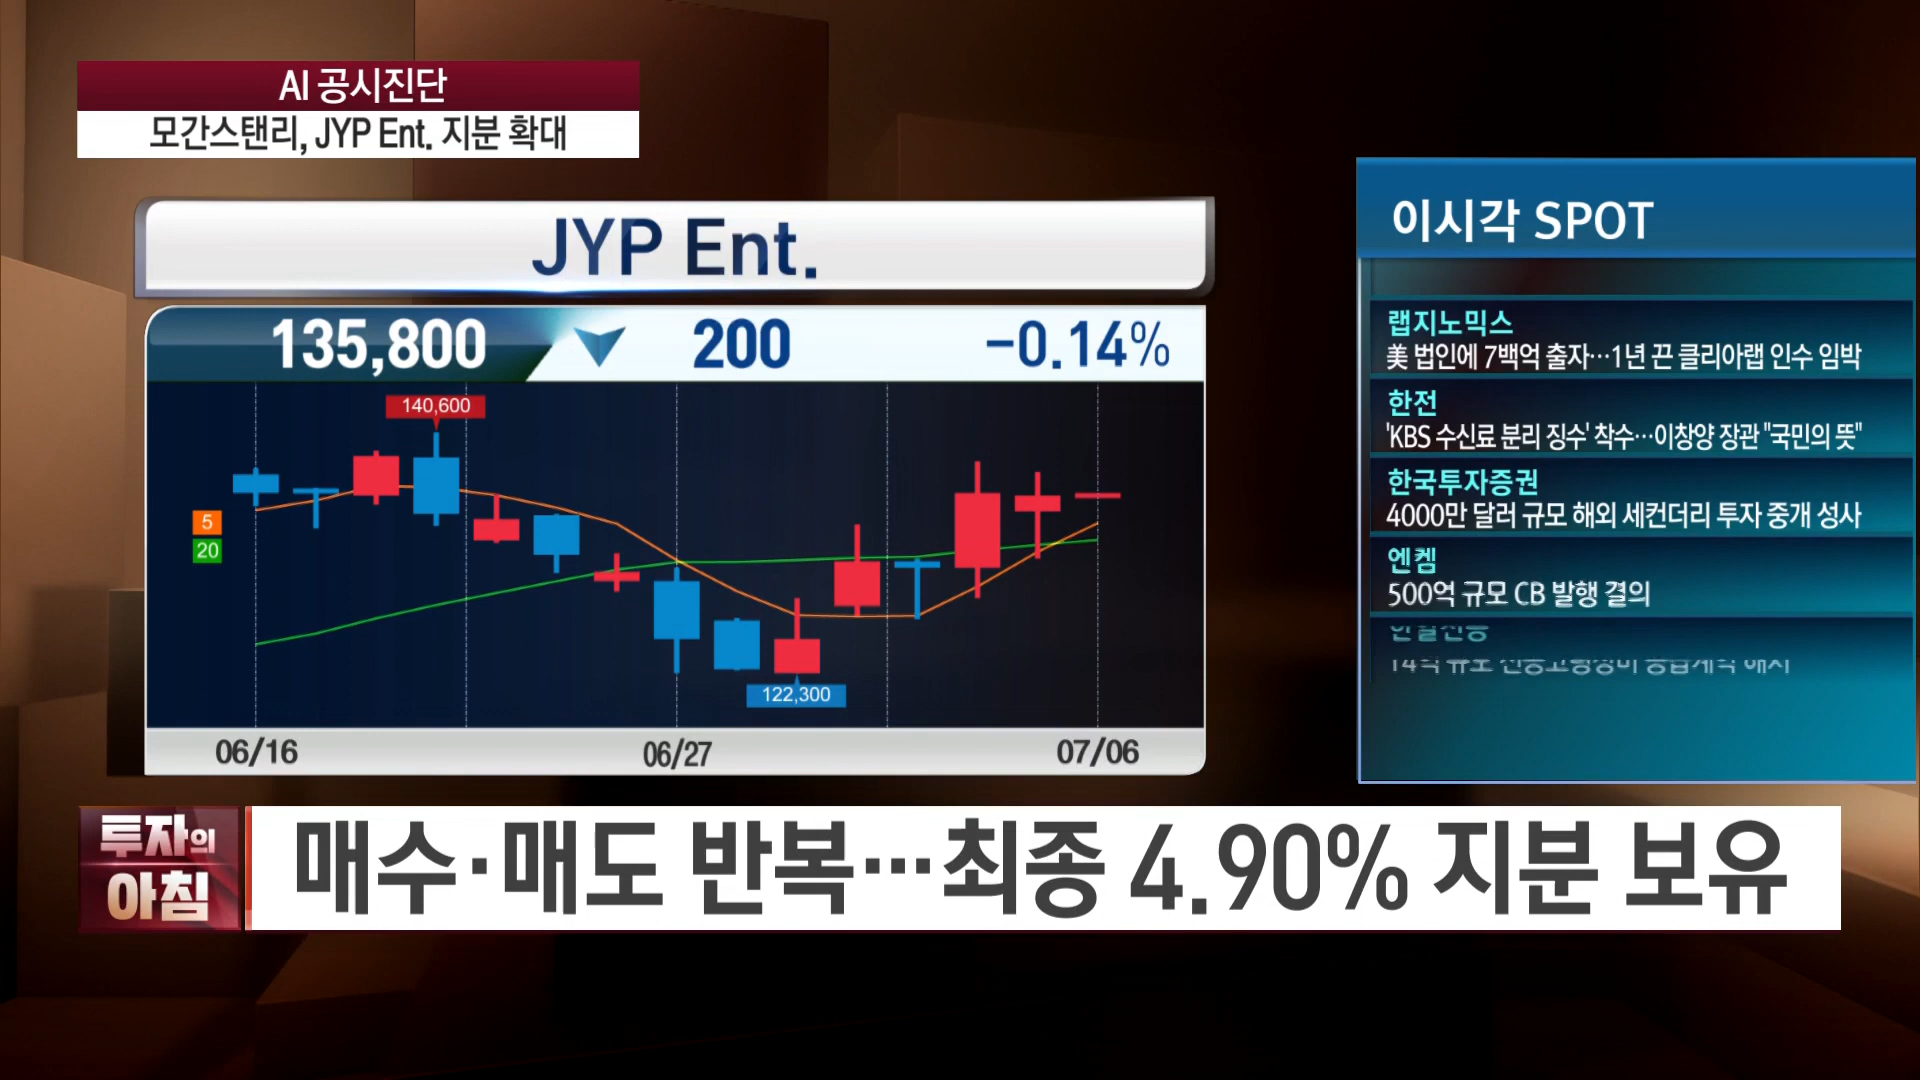 AI 공시진단
모간스탠리, JYP Ent. 지분 확대
JYP Ent.
135,800 200 -0.14%
140,600
5
20
122,300
06/16 06/27 07/06
이시각 SPOT
랩지노믹스
美 법인에 7백억 출자…1년 끈 클리아랩 인수 임박
한전
'KBS 수신료 분리 징수' 착수…이창양 장관 "국민의 뜻"
한국투자증권
4000만 달러 규모 해외 세컨더리 투자 중개 성사
엔켐
500억 규모 CB 발행 결의
투자의
아침
매수·매도 반복…최종 4.90% 지분 보유